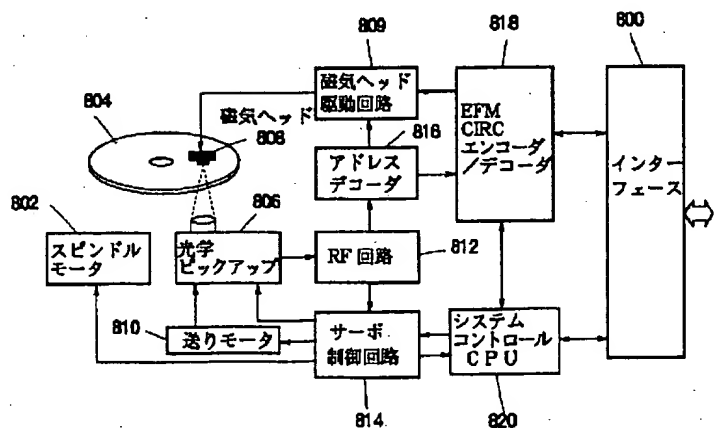 809
818
800
804
磁気ヘッド
駆動回路
磁気ヘッド
808
816
EFM
CIRC
エンコーダ
/デコーダ
アドレス
デコーダ
インター
フェース
802
806
スピンドル
モータ
光学
ピックアップ
RF回路
812
810
送りモータ
サーボ
制御回路
システム
コントロール
CPU
814
820